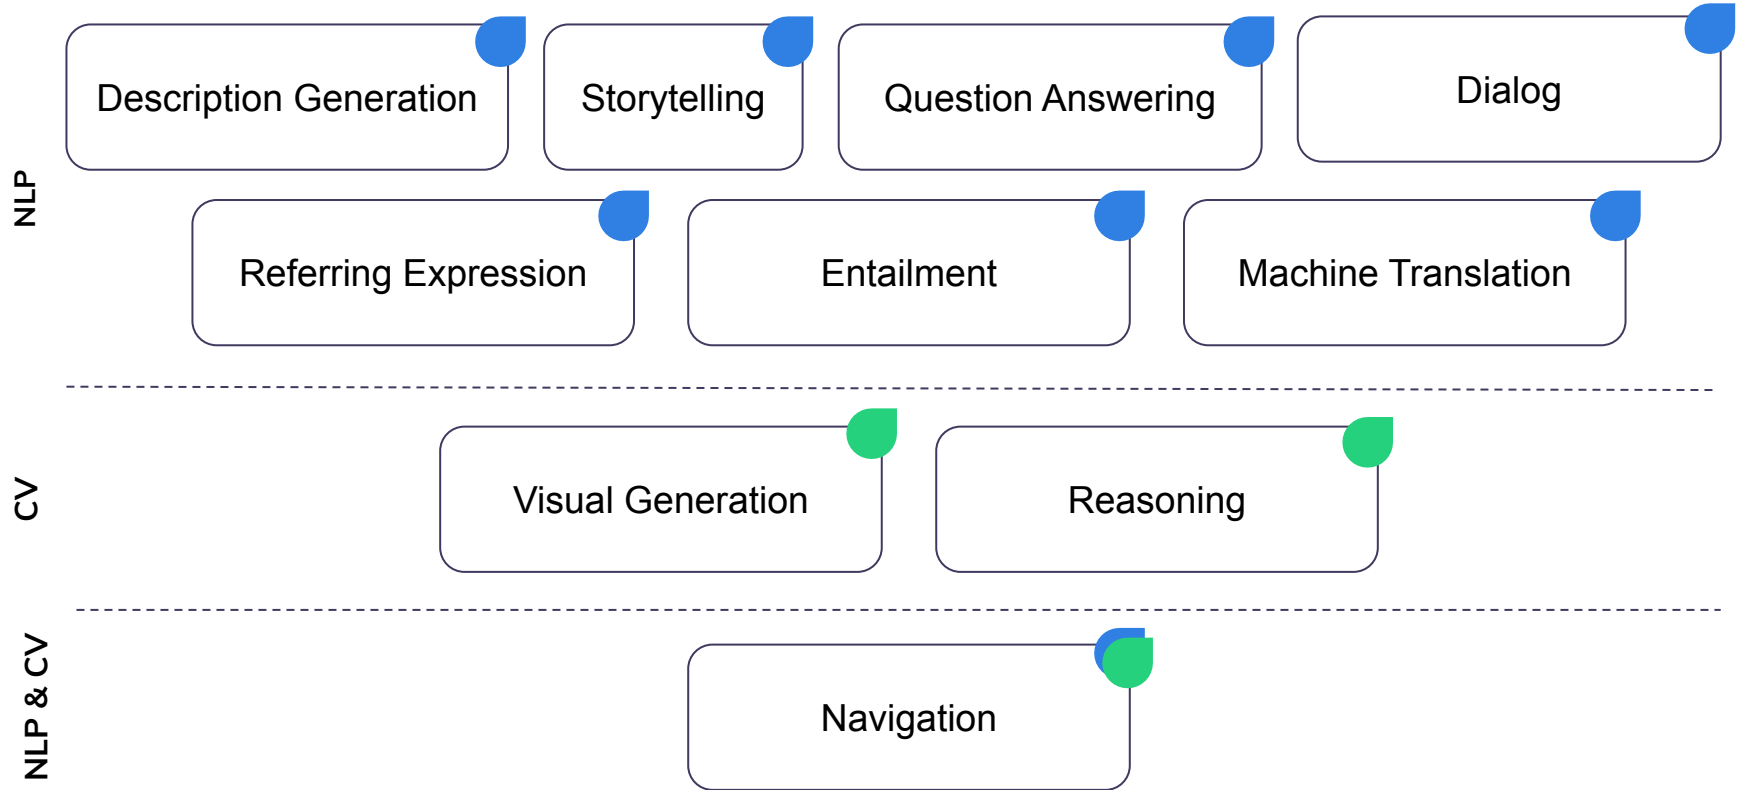 NLP
Description Generation
Storytelling
Question Answering
Dialog
Referring Expression
Entailment
Machine Translation
CV
Visual Generation
Reasoning
NLP & CV
Navigation